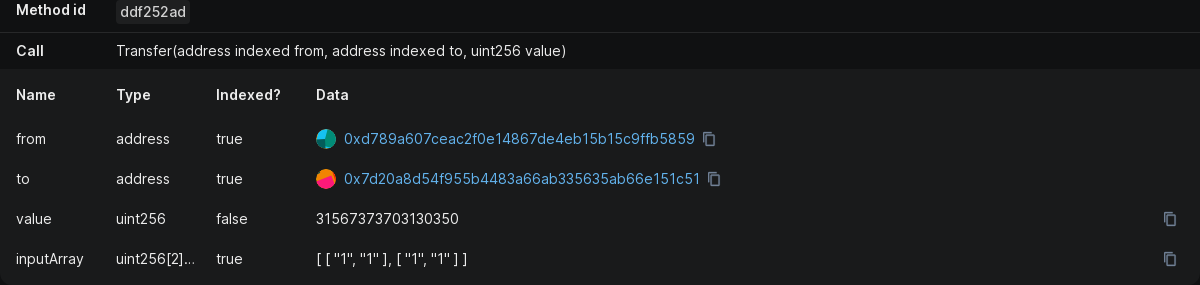 Method id ddf252ad
Call Transfer(address indexed from, address indexed to, uint256 value)
Name Type Indexed? Data
from address true 0xd789a607ceac2f0e14867de4eb15b15c9ffb5859
to address true 0x7d20a8d54f955b4483a66ab335635ab66e151c51
value uint256 false 31567373703130350
inputArray uint256[2]... true [ [ "1", "1" ], [ "1", "1" ] ]